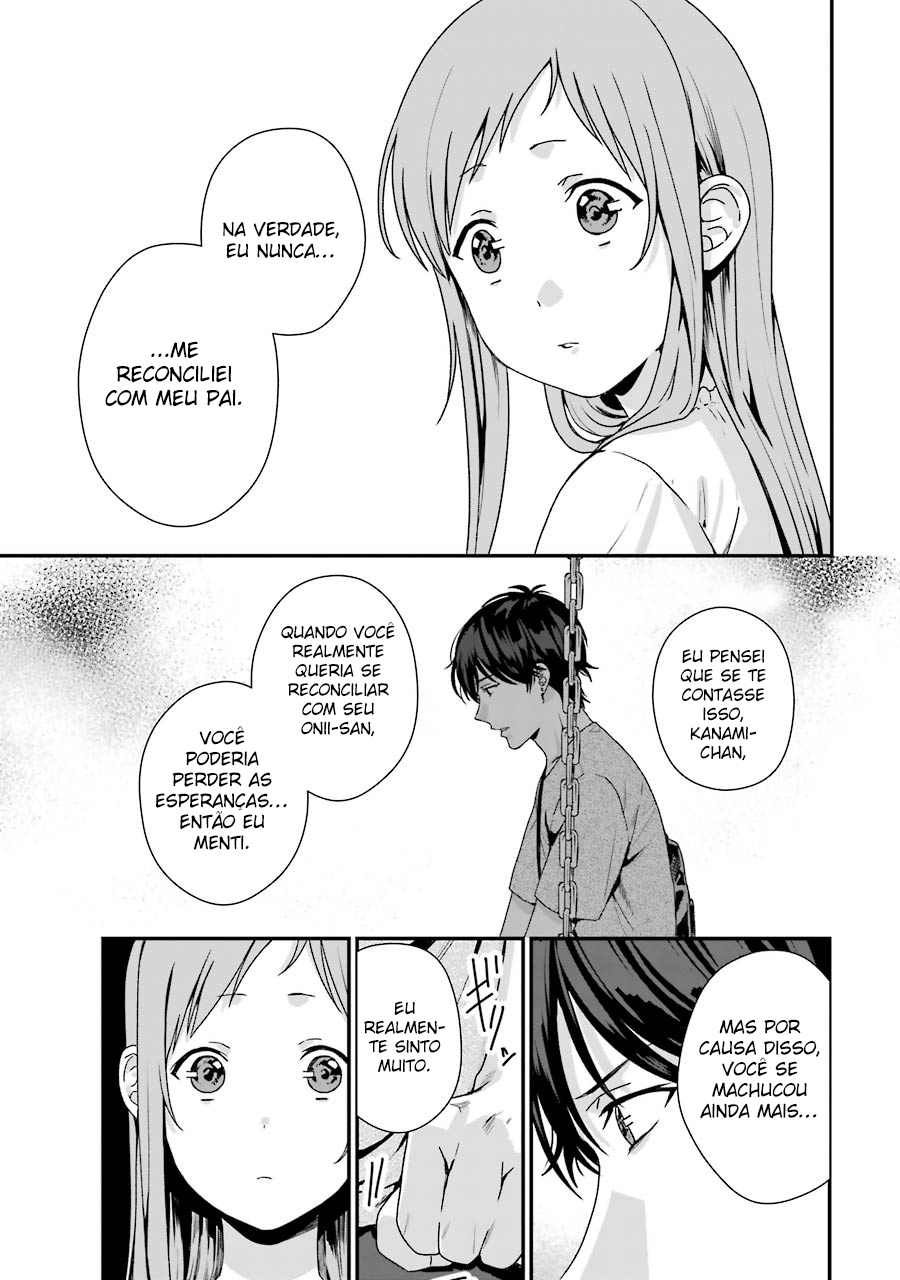 NA VERDADE,
EU NUNCA...
...ME
RECONCILIEI
COM MEU PAI.
EU PENSEI
QUE SE TE
CONTASSE
ISSO,
KANAMI-
CHAN,
QUANDO VOCÊ
REALMENTE
QUERIA SE
RECONCILIAR
COM SEU
ONII-SAN,
VOCÊ
PODERIA
PERDER AS
ESPERANÇAS...
ENTÃO EU
MENTI.
MAS POR
CAUSA DISSO,
VOCÊ SE
MACHUCOU
AINDA MAIS...
EU
REALMEN-
TE SINTO
MUITO.